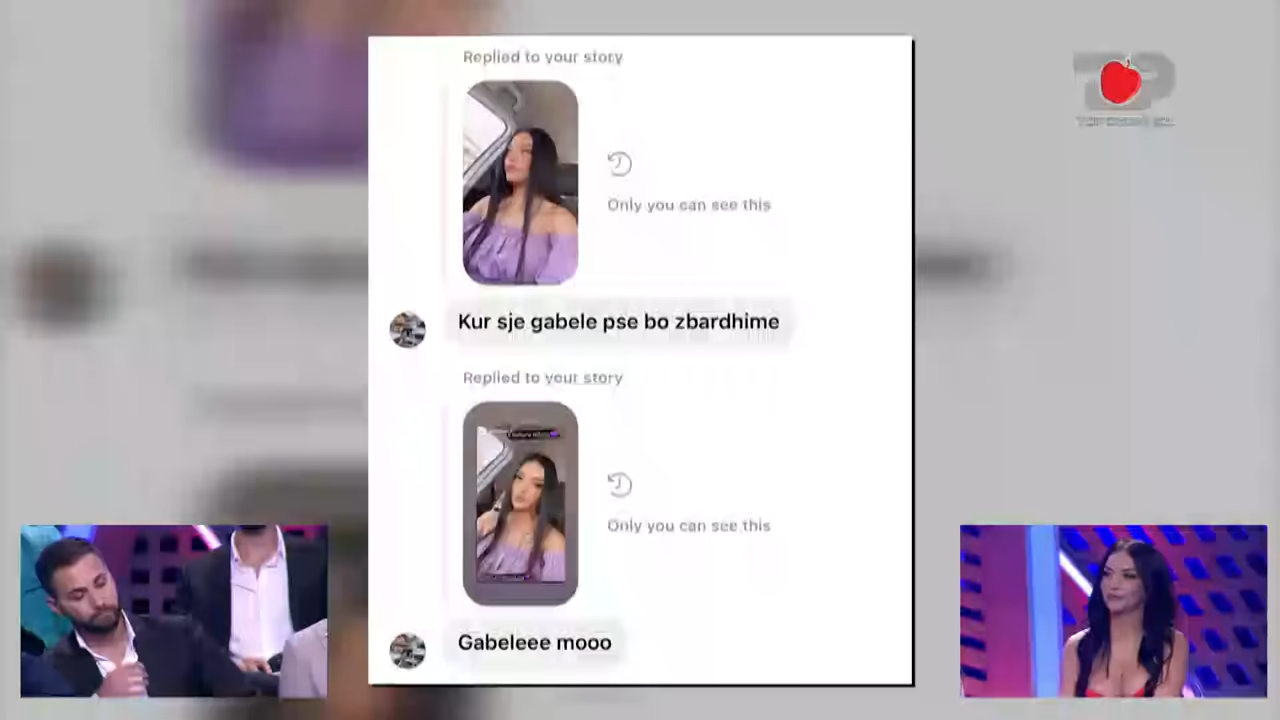 Replied to your story
Only you can see this
Kur sje gabele pse bo zbardhime
Replied to your story
Only you can see this
Gabeleee mooo